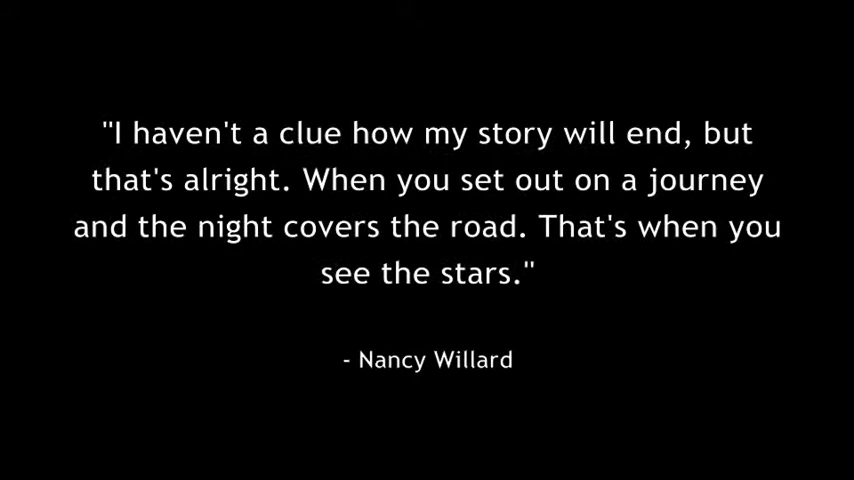 "I haven't a clue how my story will end, but
that's alright. When you set out on a journey
and the night covers the road. That's when you
see the stars."
- Nancy Willard